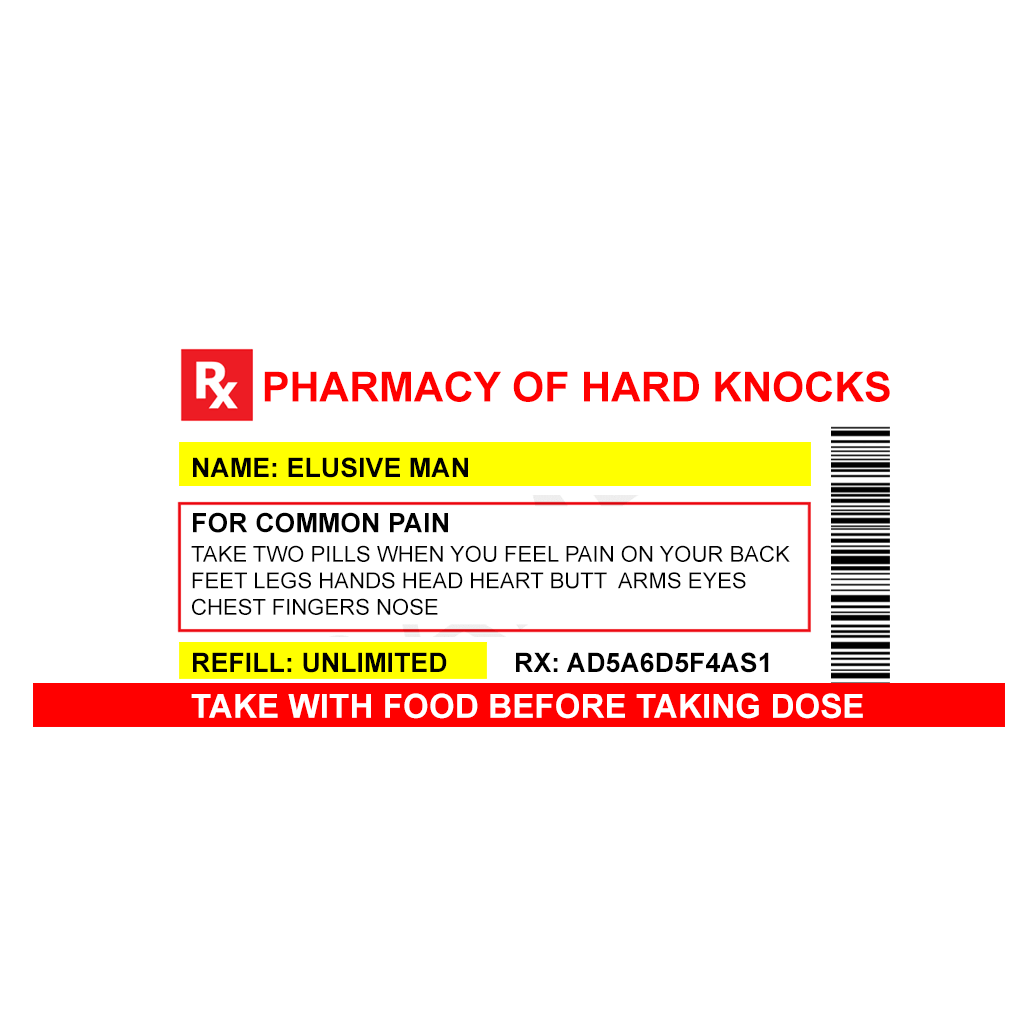 Rx PHARMACY OF HARD KNOCKS
NAME: ELUSIVE MAN
FOR COMMON PAIN
TAKE TWO PILLS WHEN YOU FEEL PAIN ON YOUR BACK
FEET LEGS HANDS HEAD HEART BUTT  ARMS EYES
CHEST FINGERS NOSE
REFILL: UNLIMITED RX: AD5A6D5F4AS1
TAKE WITH FOOD BEFORE TAKING DOSE